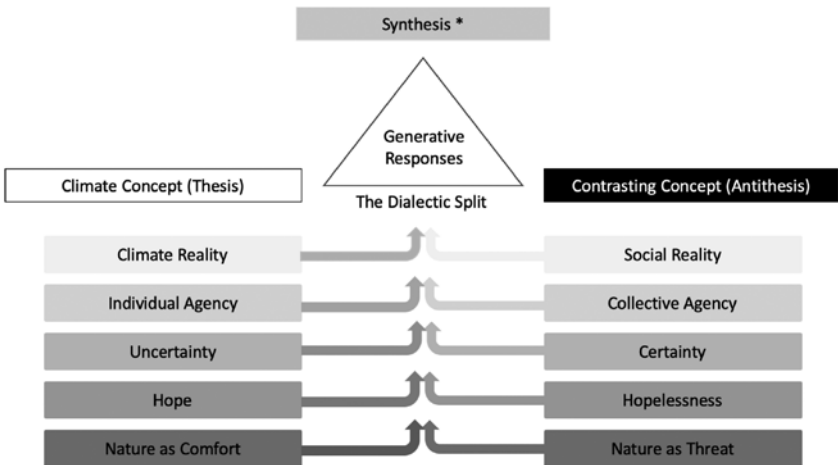 Synthesis *
Generative
Responses
Climate Concept (Thesis)
Contrasting Concept (Antithesis)
The Dialectic Split
Climate Reality
Social Reality
Individual Agency
Collective Agency
Uncertainty
Certainty
Hope
Hopelessness
Nature as Comfort
Nature as Threat